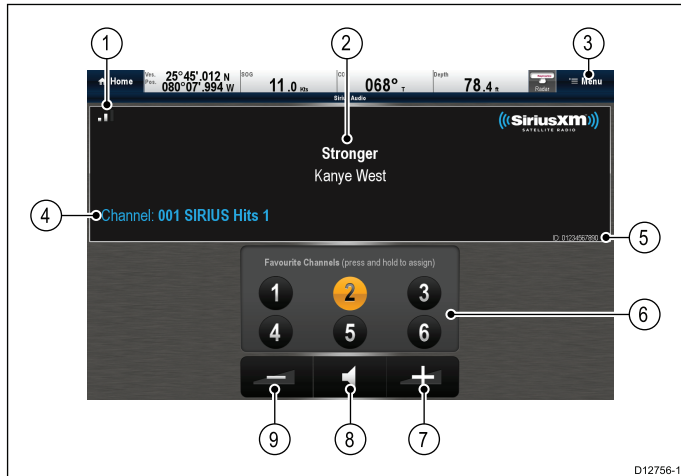 1 2 3
Home Ves. Pos. 25°45'.012 N 080°07'.994 W SOG 11.0 Kts 068° T Depth 78.4 ft Radar Menu
Sirius Audio
((SiriusXM))
SATELLITE RADIO
Stronger
Kanye West
4 Channel: 001 SIRIUS Hits 1
ID: 01234567890 5
Favourite Channels (press and hold to assign)
1 2 3
6
4 5 6
9 8 7
D12756-1